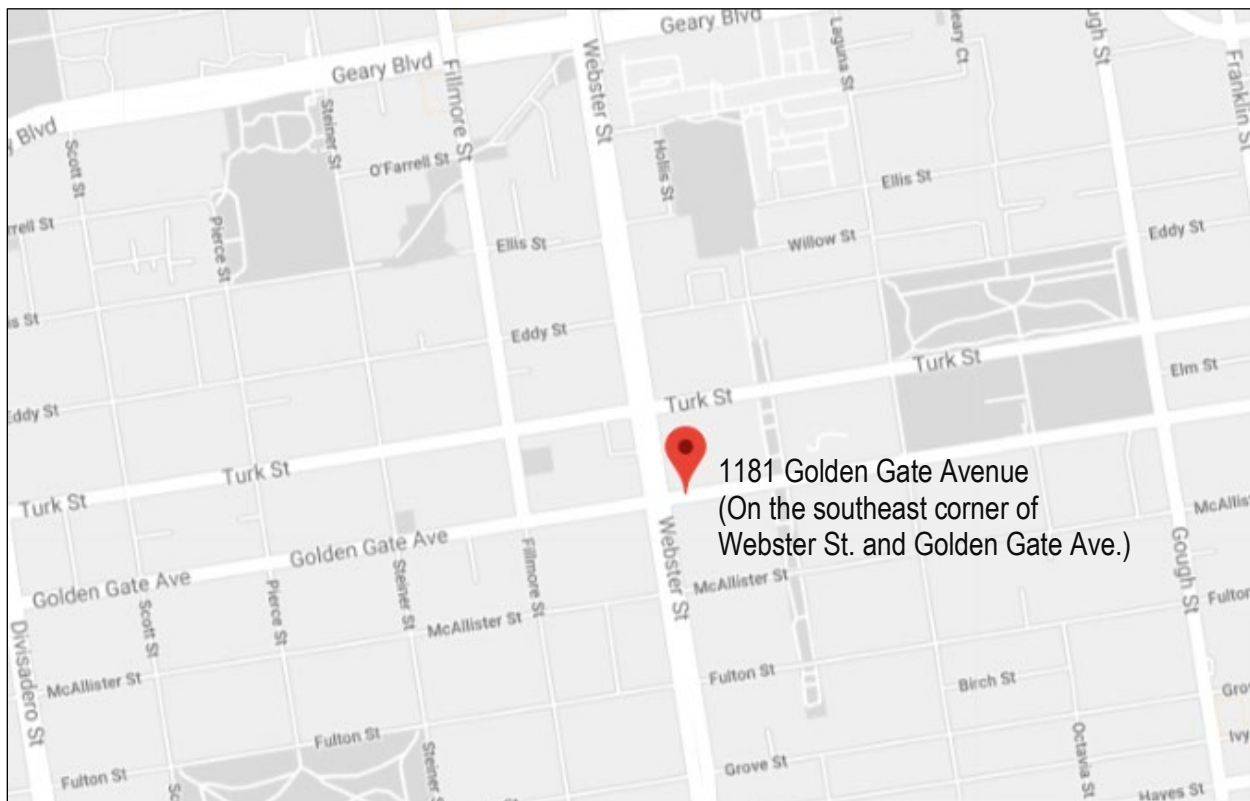 Geary Blvd
Geary Blvd
Blvd
Fillmore St
Webster St
Laguna St
Gough St
Franklin St
Scott St
Steiner St
O'Farrell St
Hollis St
Ellis St
Pierce St
Ellis St
Willow St
Eddy St
Eddy St
Turk St
Elm St
Eddy St
Turk St
Turk St
Turk St
1181 Golden Gate Avenue
(On the southeast corner of
Webster St. and Golden Gate Ave.)
Golden Gate Ave
Golden Gate Ave
Webster St
Fillmore St
Steiner St
Pierce St
Scott St
Divisadero St
McAllister St
McAllister St
McAllister St
Gough St
Fulton St
Birch St
Fulton St
Fulton St
Steiner St
Grove St
Octavia St
Hayes St